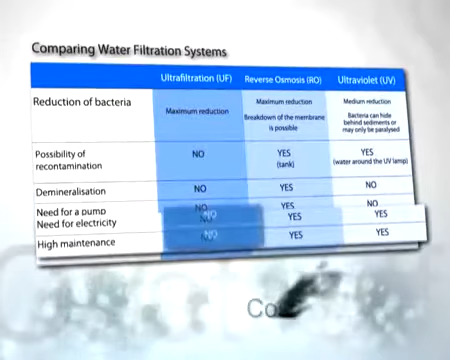 Comparing Water Filtration Systems
Ultrafiltration (UF) Reverse Osmosis (RO) Ultraviolet (UV)
Reduction of bacteria
Maximum reduction
Maximum reduction
Breakdown of the membrane
is possible
Medium reduction
Bacteria can hide
behind sediments or
may only be paralysed
Possibility of
recontamination
NO
YES
(tank)
YES
(water around the UV lamp)
Demineralisation NO YES NO
Need for a pump NO YES NO
Need for electricity NO YES YES
High maintenance NO YES YES
Co